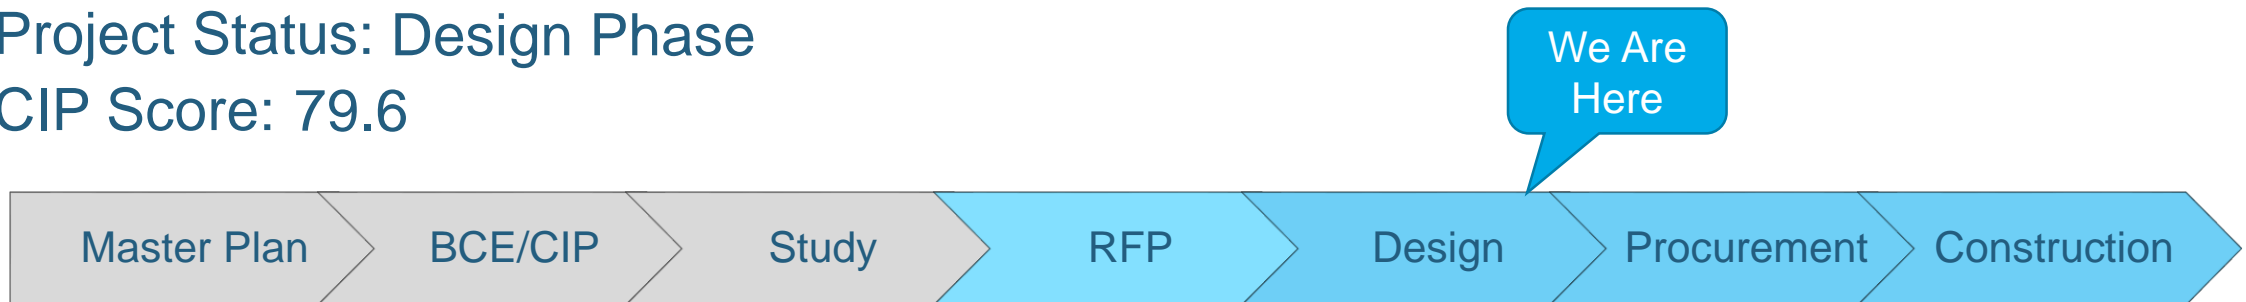 Project Status: Design Phase
CIP Score: 79.6
We Are
Here
Master Plan
BCE/CIP
Study
RFP
Design
Procurement
Construction